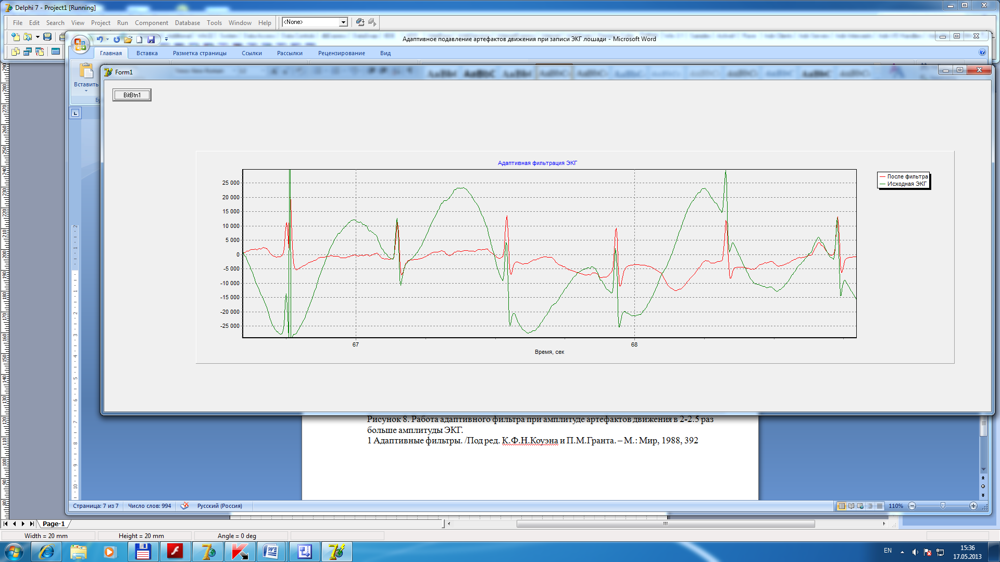 Delphi 7 - Project1 [Running]
File Edit Search View Project Run Component Database Tools Window Help
<None>
Адаптивное подавление артефактов движения при записи ЭКГ лошади - Microsoft Word
Главная Вставка Разметка страницы Ссылки Рассылки Рецензирование Вид
Вставить
Form1
BitBtn1
Адаптивная фильтрация ЭКГ
После фильтра
Исходная ЭКГ
25 000
20 000
15 000
10 000
5 000
0
-5 000
-10 000
-15 000
-20 000
-25 000
67 68
Время, сек
Рисунок 8. Работа адаптивного фильтра при амплитуде артефактов движения в 2-2.5 раз
больше амплитуды ЭКГ.
1 Адаптивные фильтры. /Под ред. К.Ф.Н.Коуэна и П.М.Гранта. – М.: Мир, 1988, 392
Страница: 7 из 7 Число слов: 994 Русский (Россия) 110%
Page-1
Width = 20 mm Height = 20 mm Angle = 0 deg
EN
15:36
17.05.2013